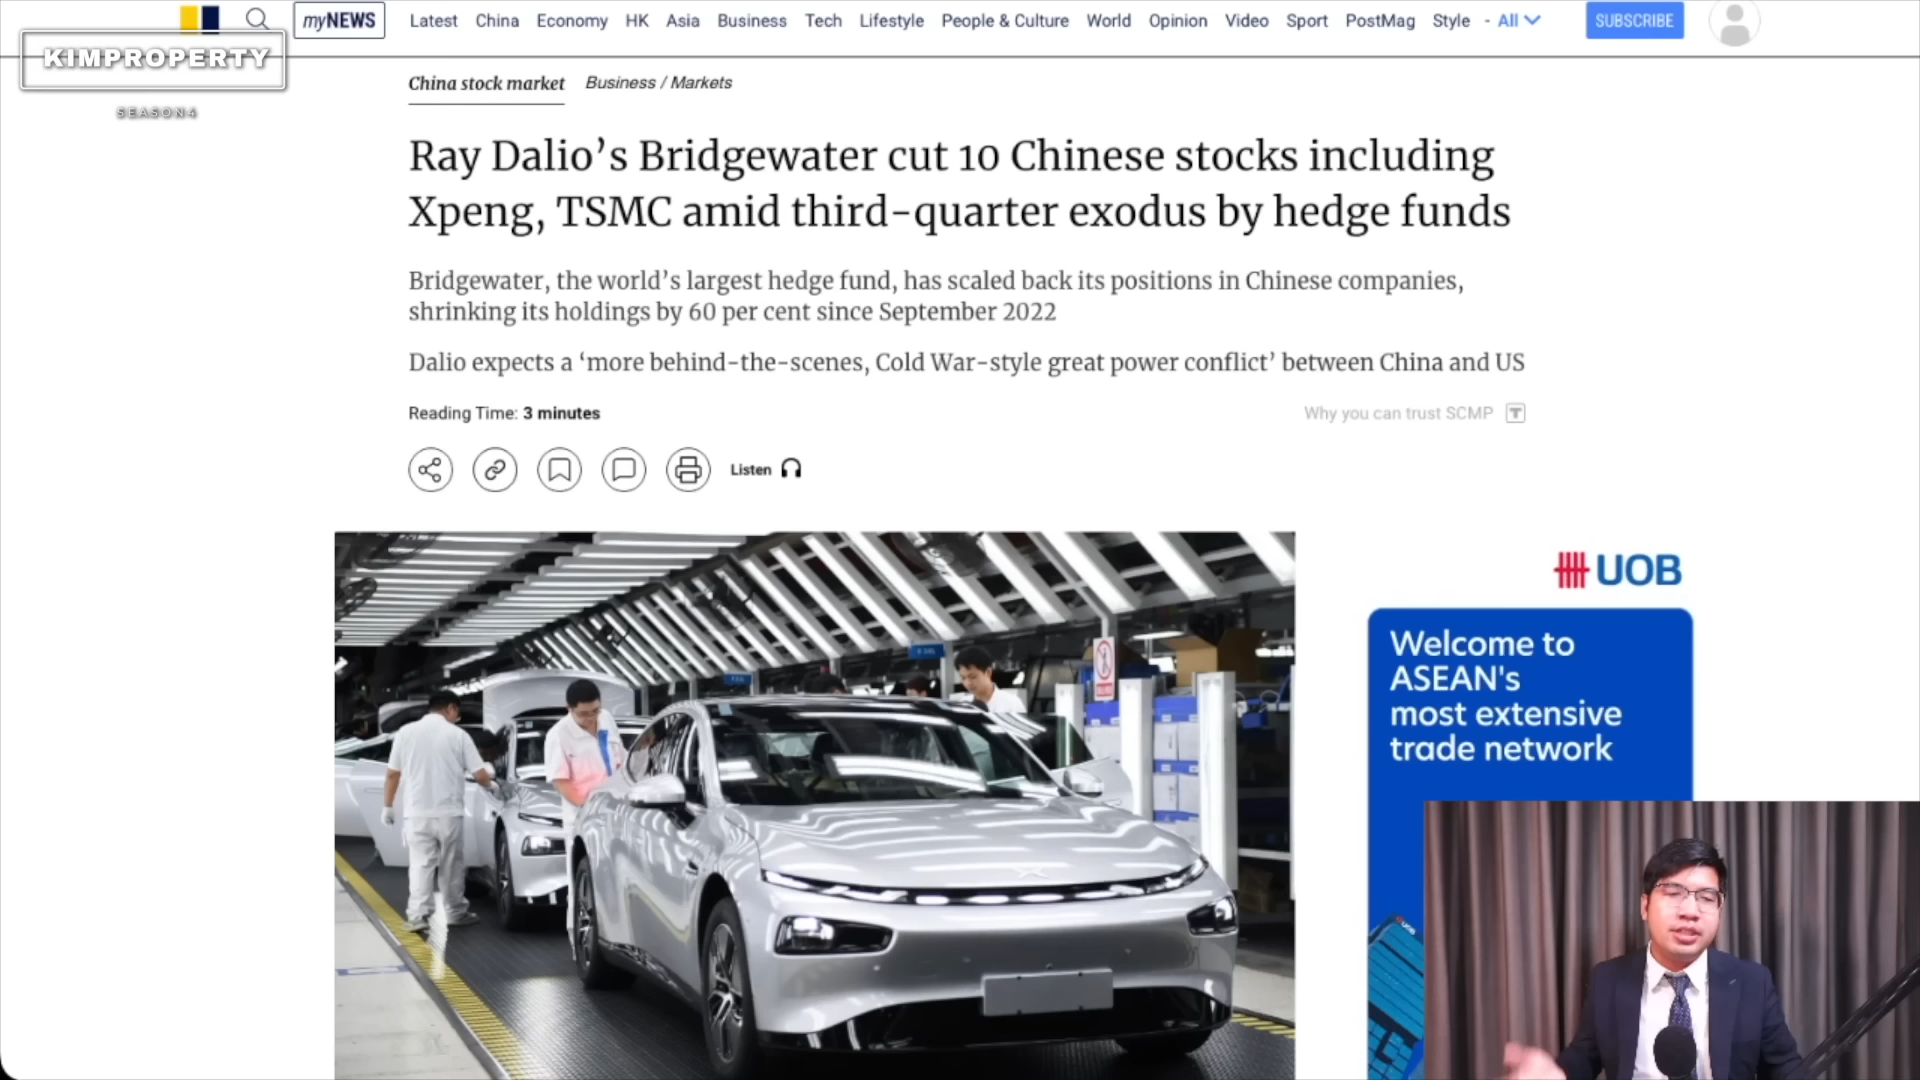 myNEWS
Latest China Economy HK Asia Business Tech Lifestyle People & Culture World Opinion Video Sport PostMag Style - All
SUBSCRIBE
KIMPROPERTY
SEASON4
China stock market Business / Markets
Ray Dalio’s Bridgewater cut 10 Chinese stocks including
Xpeng, TSMC amid third-quarter exodus by hedge funds
Bridgewater, the world’s largest hedge fund, has scaled back its positions in Chinese companies,
shrinking its holdings by 60 per cent since September 2022
Dalio expects a ‘more behind-the-scenes, Cold War-style great power conflict’ between China and US
Reading Time: 3 minutes
Why you can trust SCMP T
Listen
UOB
Welcome to
ASEAN's
most extensive
trade network